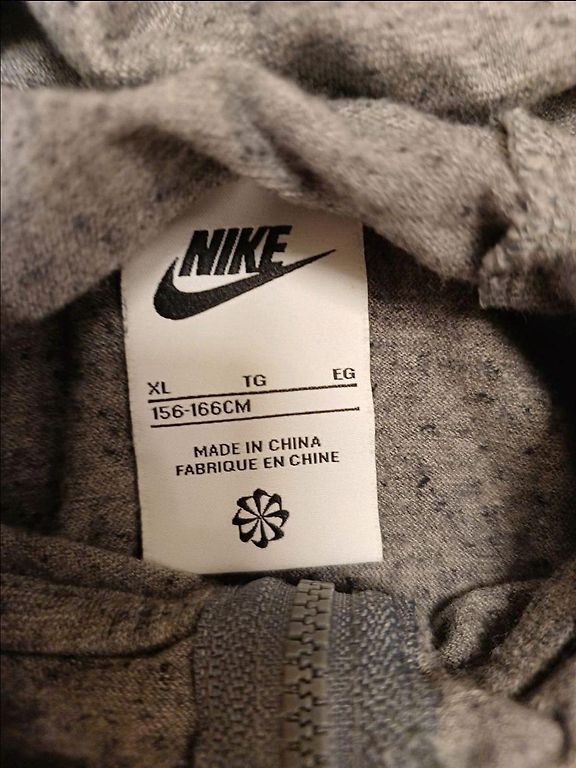 NIKE
XL TG EG
156-166CM
MADE IN CHINA
FABRIQUE EN CHINE